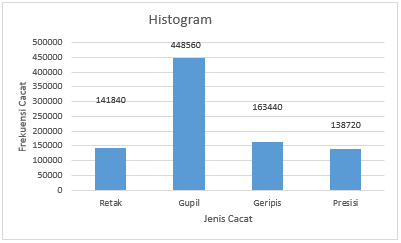 Histogram
500000
450000
400000
350000
300000
250000
200000
150000
100000
50000
0
Frekuensi Cacat
141840
448560
163440
138720
Retak
Gupil
Geripis
Presisi
Jenis Cacat